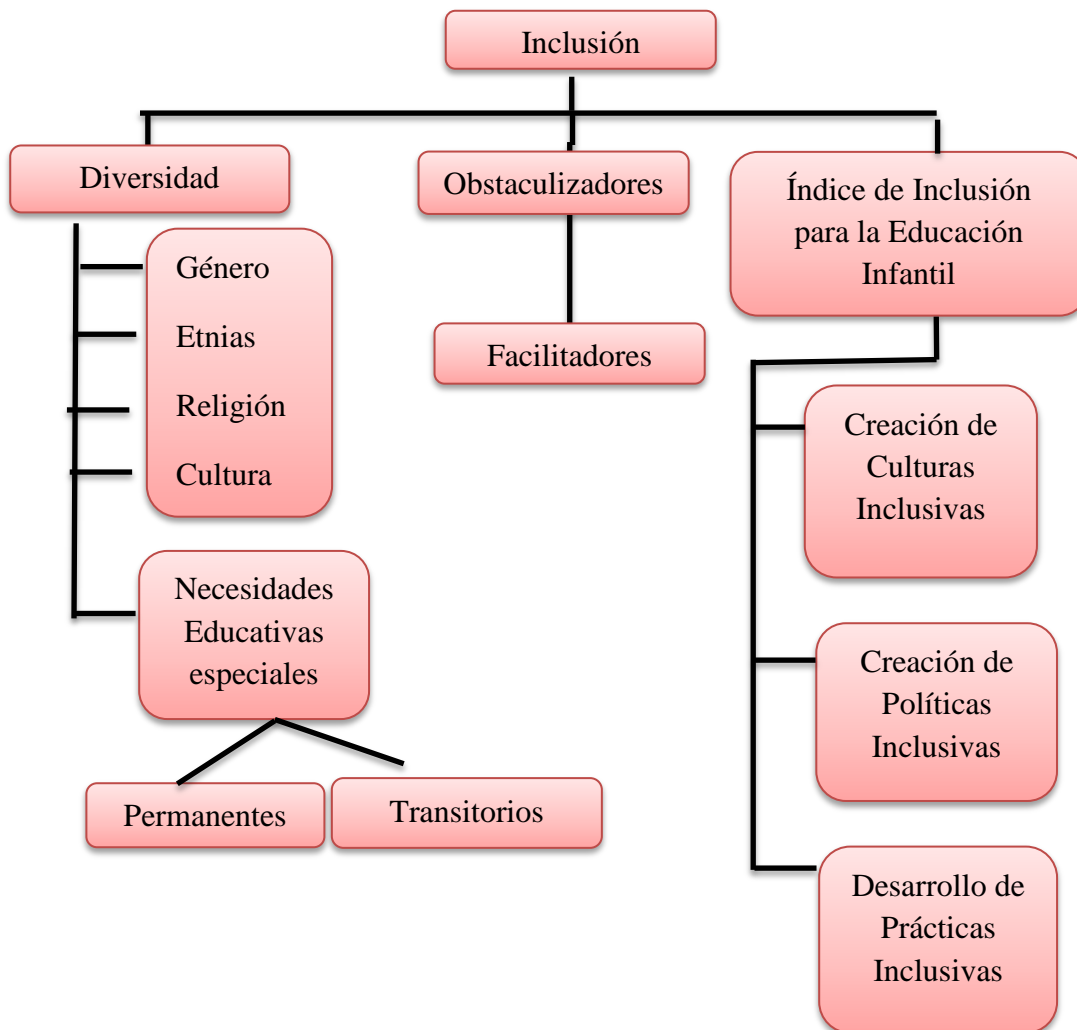 Inclusión
Diversidad
Género
Etnias
Religión
Cultura
Necesidades
Educativas
especiales
Permanentes
Transitorios
Obstaculizadores
Facilitadores
Índice de Inclusión
para la Educación
Infantil
Creación de
Culturas
Inclusivas
Creación de
Políticas
Inclusivas
Desarrollo de
Prácticas
Inclusivas